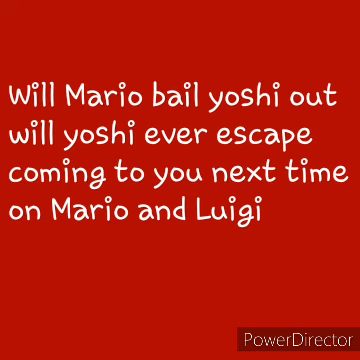 Will Mario bail yoshi out
will yoshi ever escape
coming to you next time
on Mario and Luigi
PowerDirector